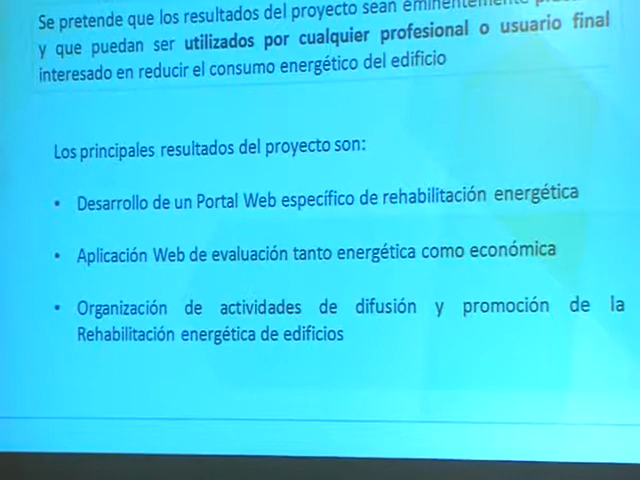 Se pretende que los resultados del proyecto sean eminentemente
y que puedan ser utilizados por cualquier profesional o usuario final
interesado en reducir el consumo energético del edificio
Los principales resultados del proyecto son:
• Desarrollo de un Portal Web específico de rehabilitación energética
• Aplicación Web de evaluación tanto energética como económica
• Organización de actividades de difusión y promoción de la
Rehabilitación energética de edificios